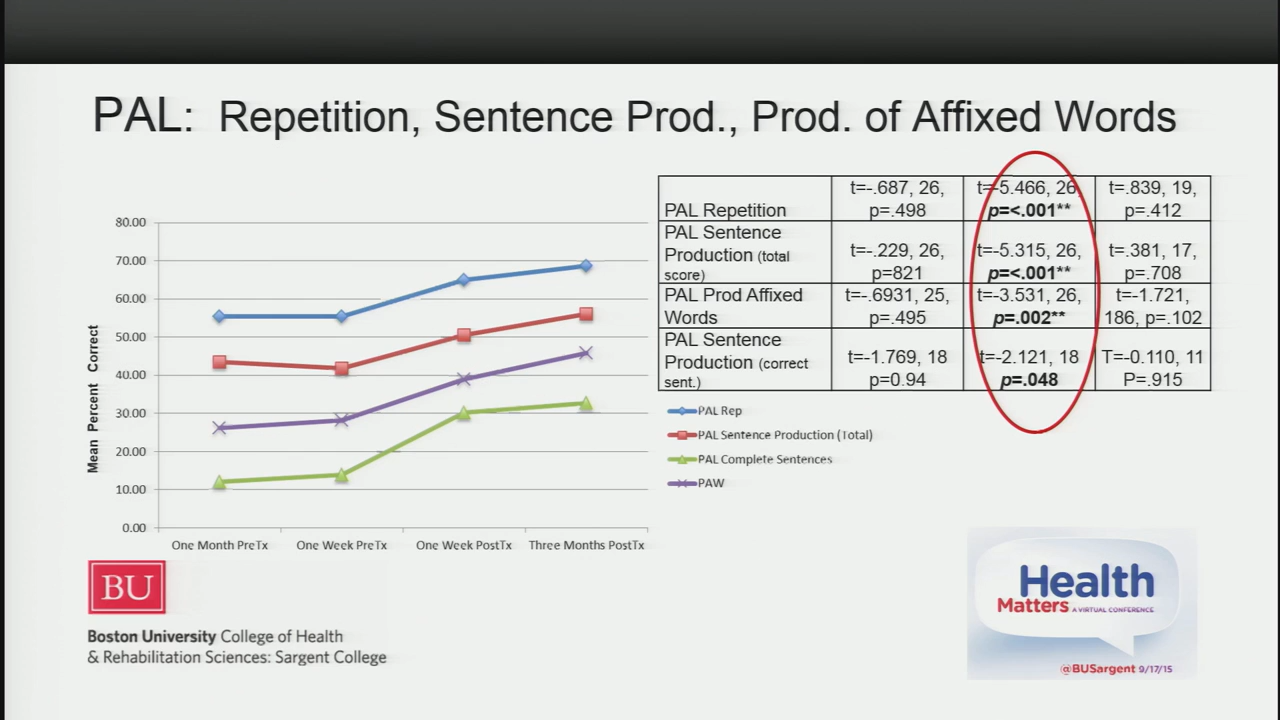 PAL: Repetition, Sentence Prod., Prod. of Affixed Words
PAL Repetition
t=-.687, 26,
p=.498
t=-5.466, 26,
p=<.001**
t=.839, 19,
p=.412
PAL Sentence
Production (total
score)
t=-.229, 26,
p=821
t=-5.315, 26,
p=<.001**
t=.381, 17,
p=.708
PAL Prod Affixed
Words
t=-.6931, 25,
p=.495
t=-3.531, 26,
p=.002**
t=-1.721,
186, p=.102
PAL Sentence
Production (correct
sent.)
t=-1.769, 18
p=0.94
t=-2.121, 18
p=.048
T=-0.110, 11
P=.915
Mean Percent Correct
80.00
70.00
60.00
50.00
40.00
30.00
20.00
10.00
0.00
One Month PreTx
One Week PreTx
One Week PostTx
Three Months PostTx
PAL Rep
PAL Sentence Production (Total)
PAL Complete Sentences
PAW
BU
Boston University College of Health
& Rehabilitation Sciences: Sargent College
Health
Matters A VIRTUAL CONFERENCE
@BUSargent 9/17/15